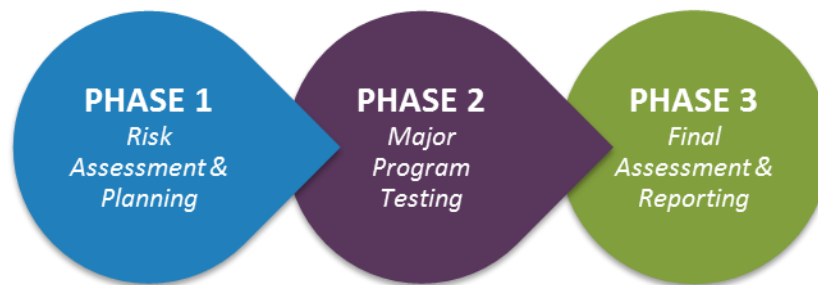 PHASE 1
Risk
Assessment &
Planning
PHASE 2
Major
Program
Testing
PHASE 3
Final
Assessment &
Reporting